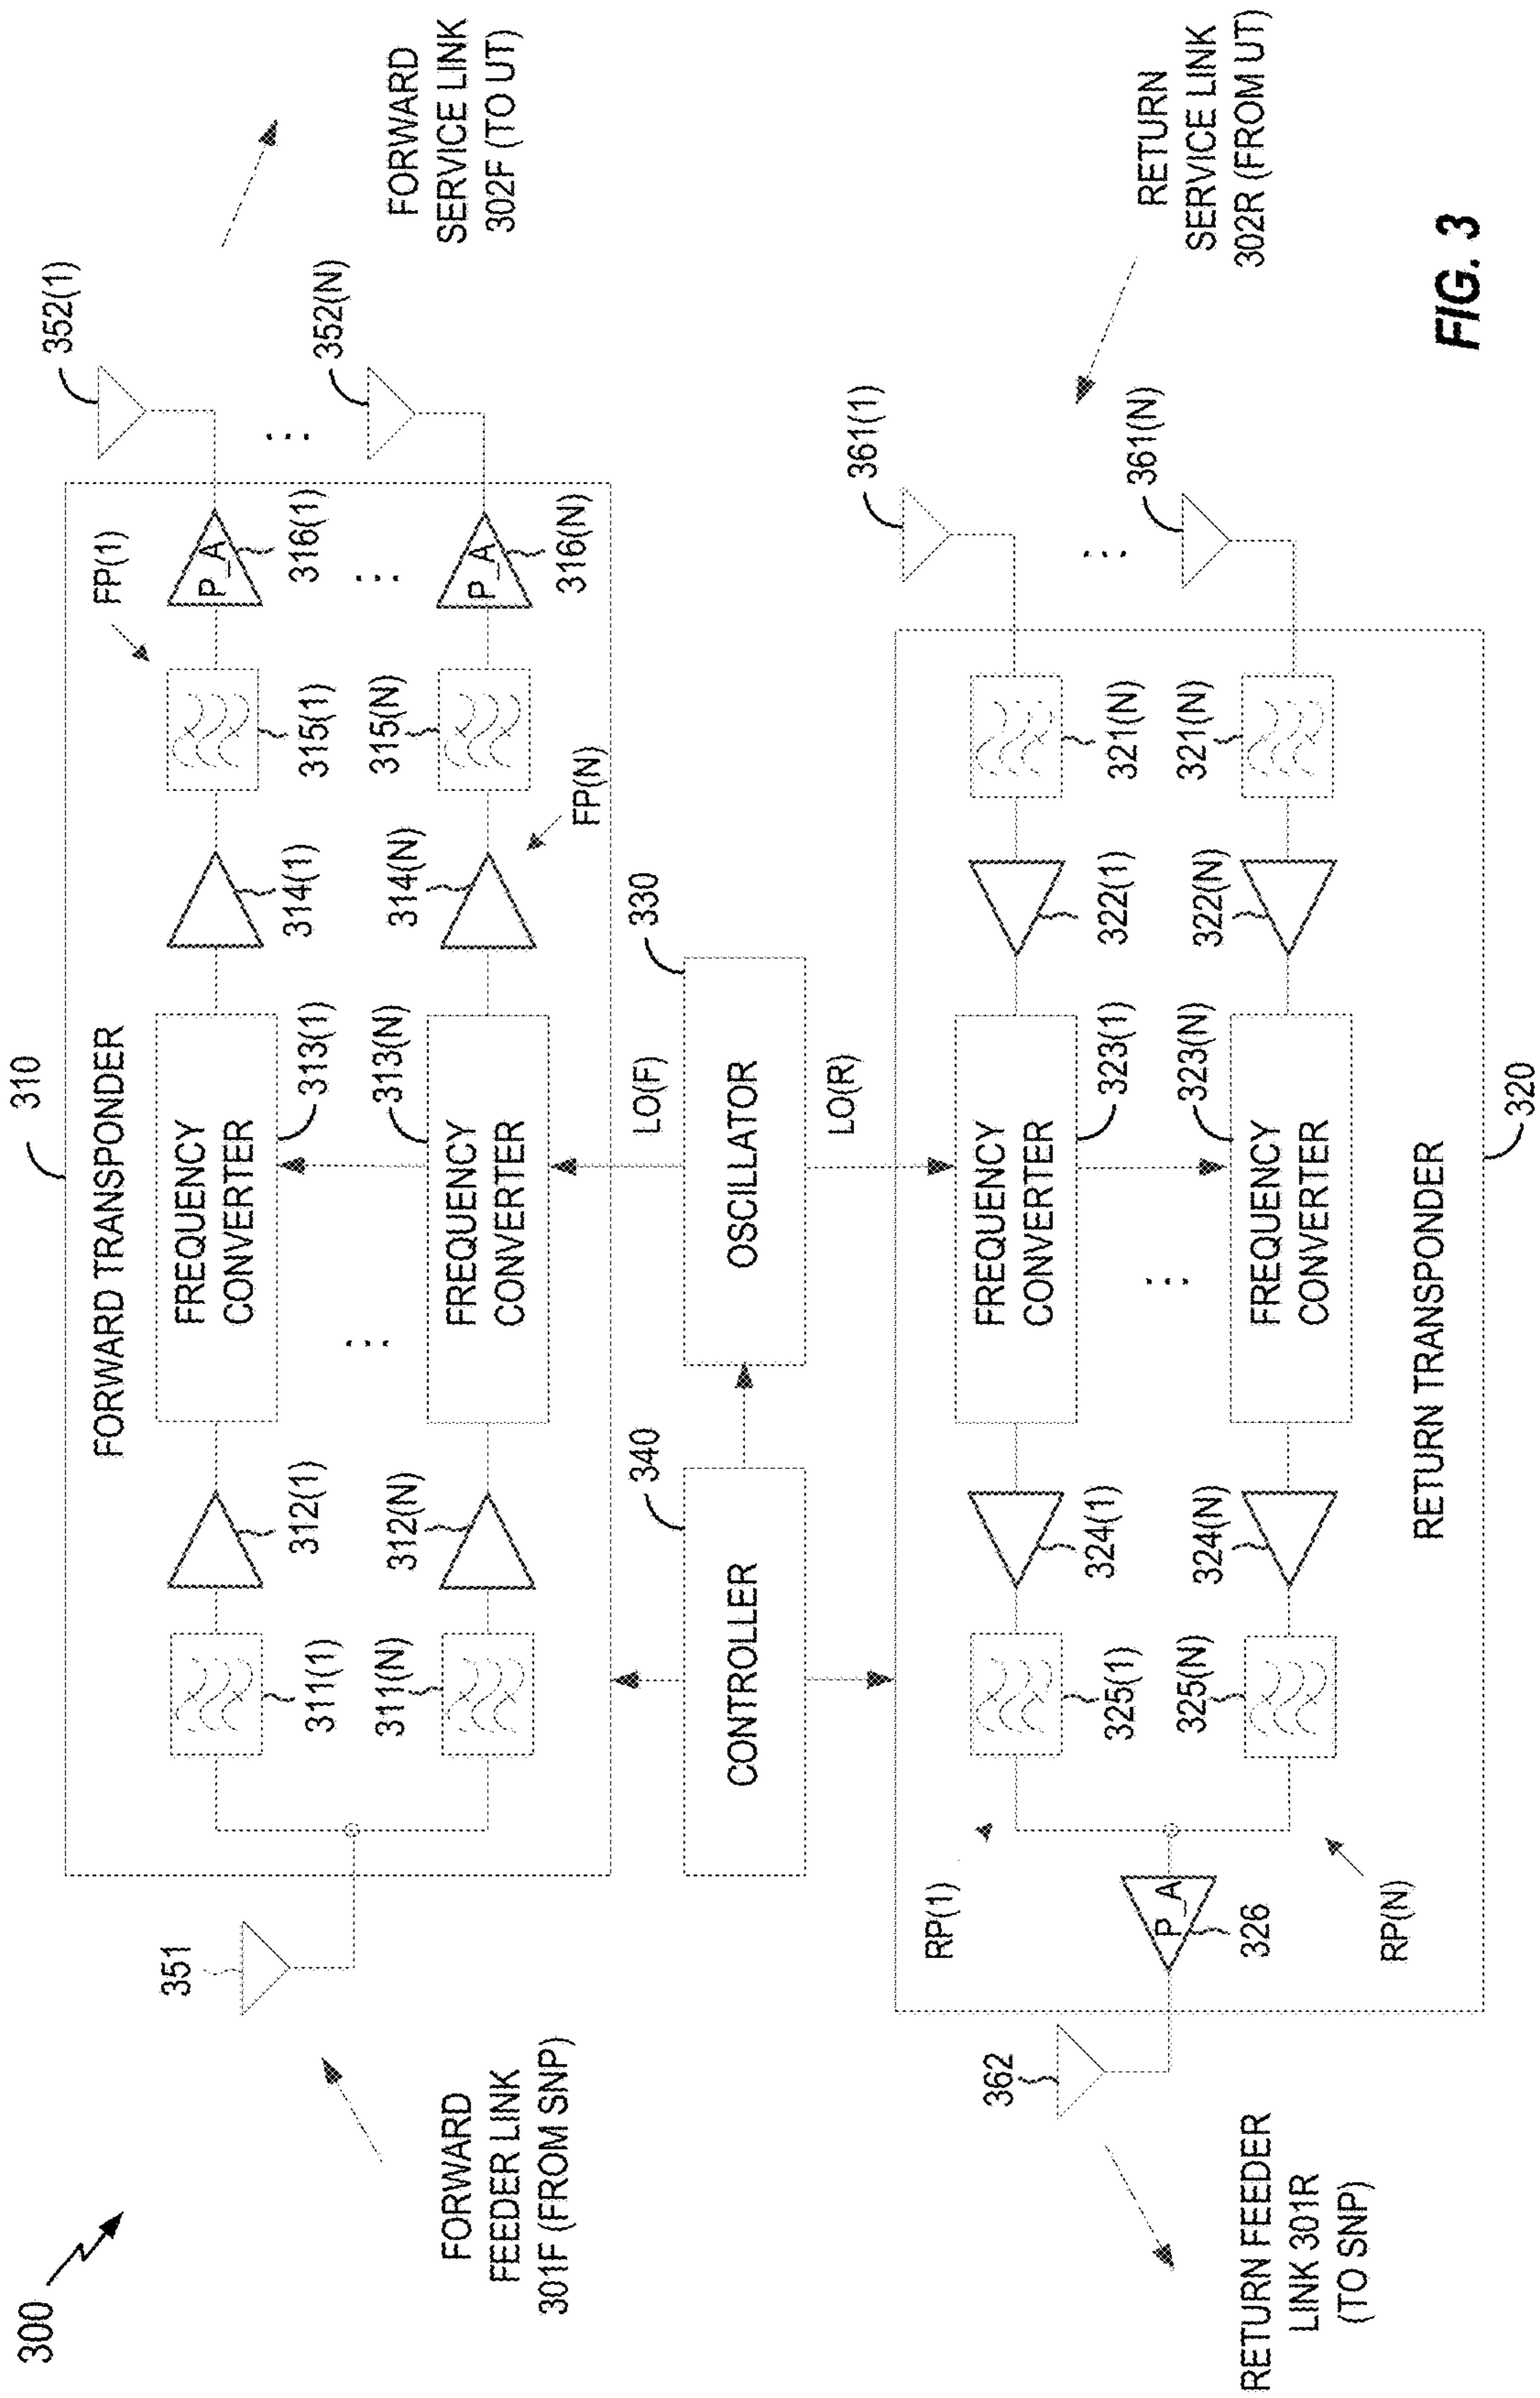 300
310
FORWARD TRANSPONDER
FP(1)
352(1)
351
311(1)
312(1)
FREQUENCY
CONVERTER
313(1)
314(1)
315(1)
P_A
316(1)
...
...
...
352(N)
311(N)
312(N)
FREQUENCY
CONVERTER
313(N)
314(N)
315(N)
P_A
316(N)
FP(N)
FORWARD
FEEDER LINK
301F (FROM SNP)
FORWARD
SERVICE LINK
302F (TO UT)
LO(F)
340
CONTROLLER
330
OSCILLATOR
LO(R)
361(1)
RP(1)
325(1)
324(1)
FREQUENCY
CONVERTER
323(1)
322(1)
321(N)
...
...
361(N)
362
P_A
326
325(N)
324(N)
FREQUENCY
CONVERTER
323(N)
322(N)
321(N)
RP(N)
RETURN TRANSPONDER
320
RETURN FEEDER
LINK 301R
(TO SNP)
RETURN
SERVICE LINK
302R (FROM UT)
FIG. 3